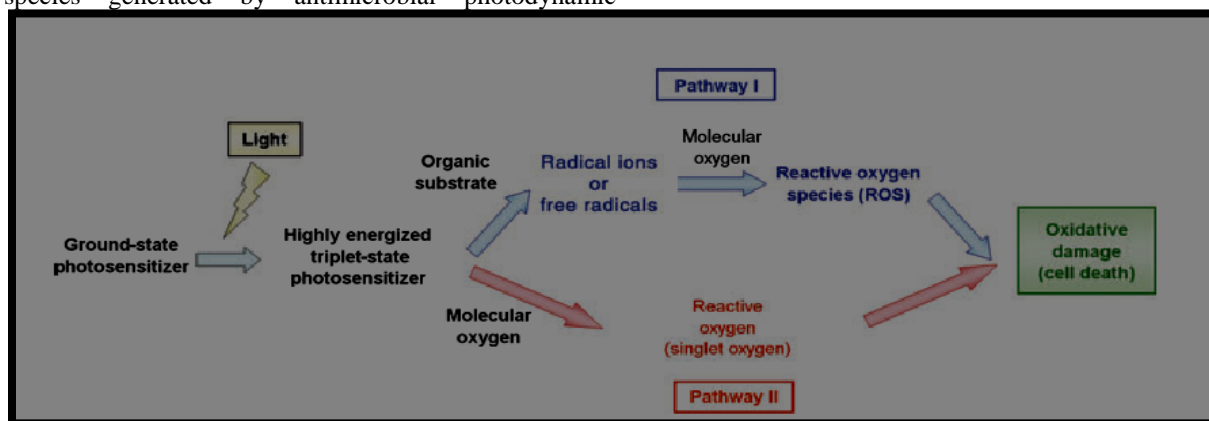 species generated by antimicrobial photodynamic
Pathway I
Light
Molecular
oxygen
Organic
substrate
Radical ions
or
free radicals
Reactive oxygen
species (ROS)
Ground-state
photosensitizer
Highly energized
triplet-state
photosensitizer
Oxidative
damage
(cell death)
Molecular
oxygen
Reactive
oxygen
(singlet oxygen)
Pathway II